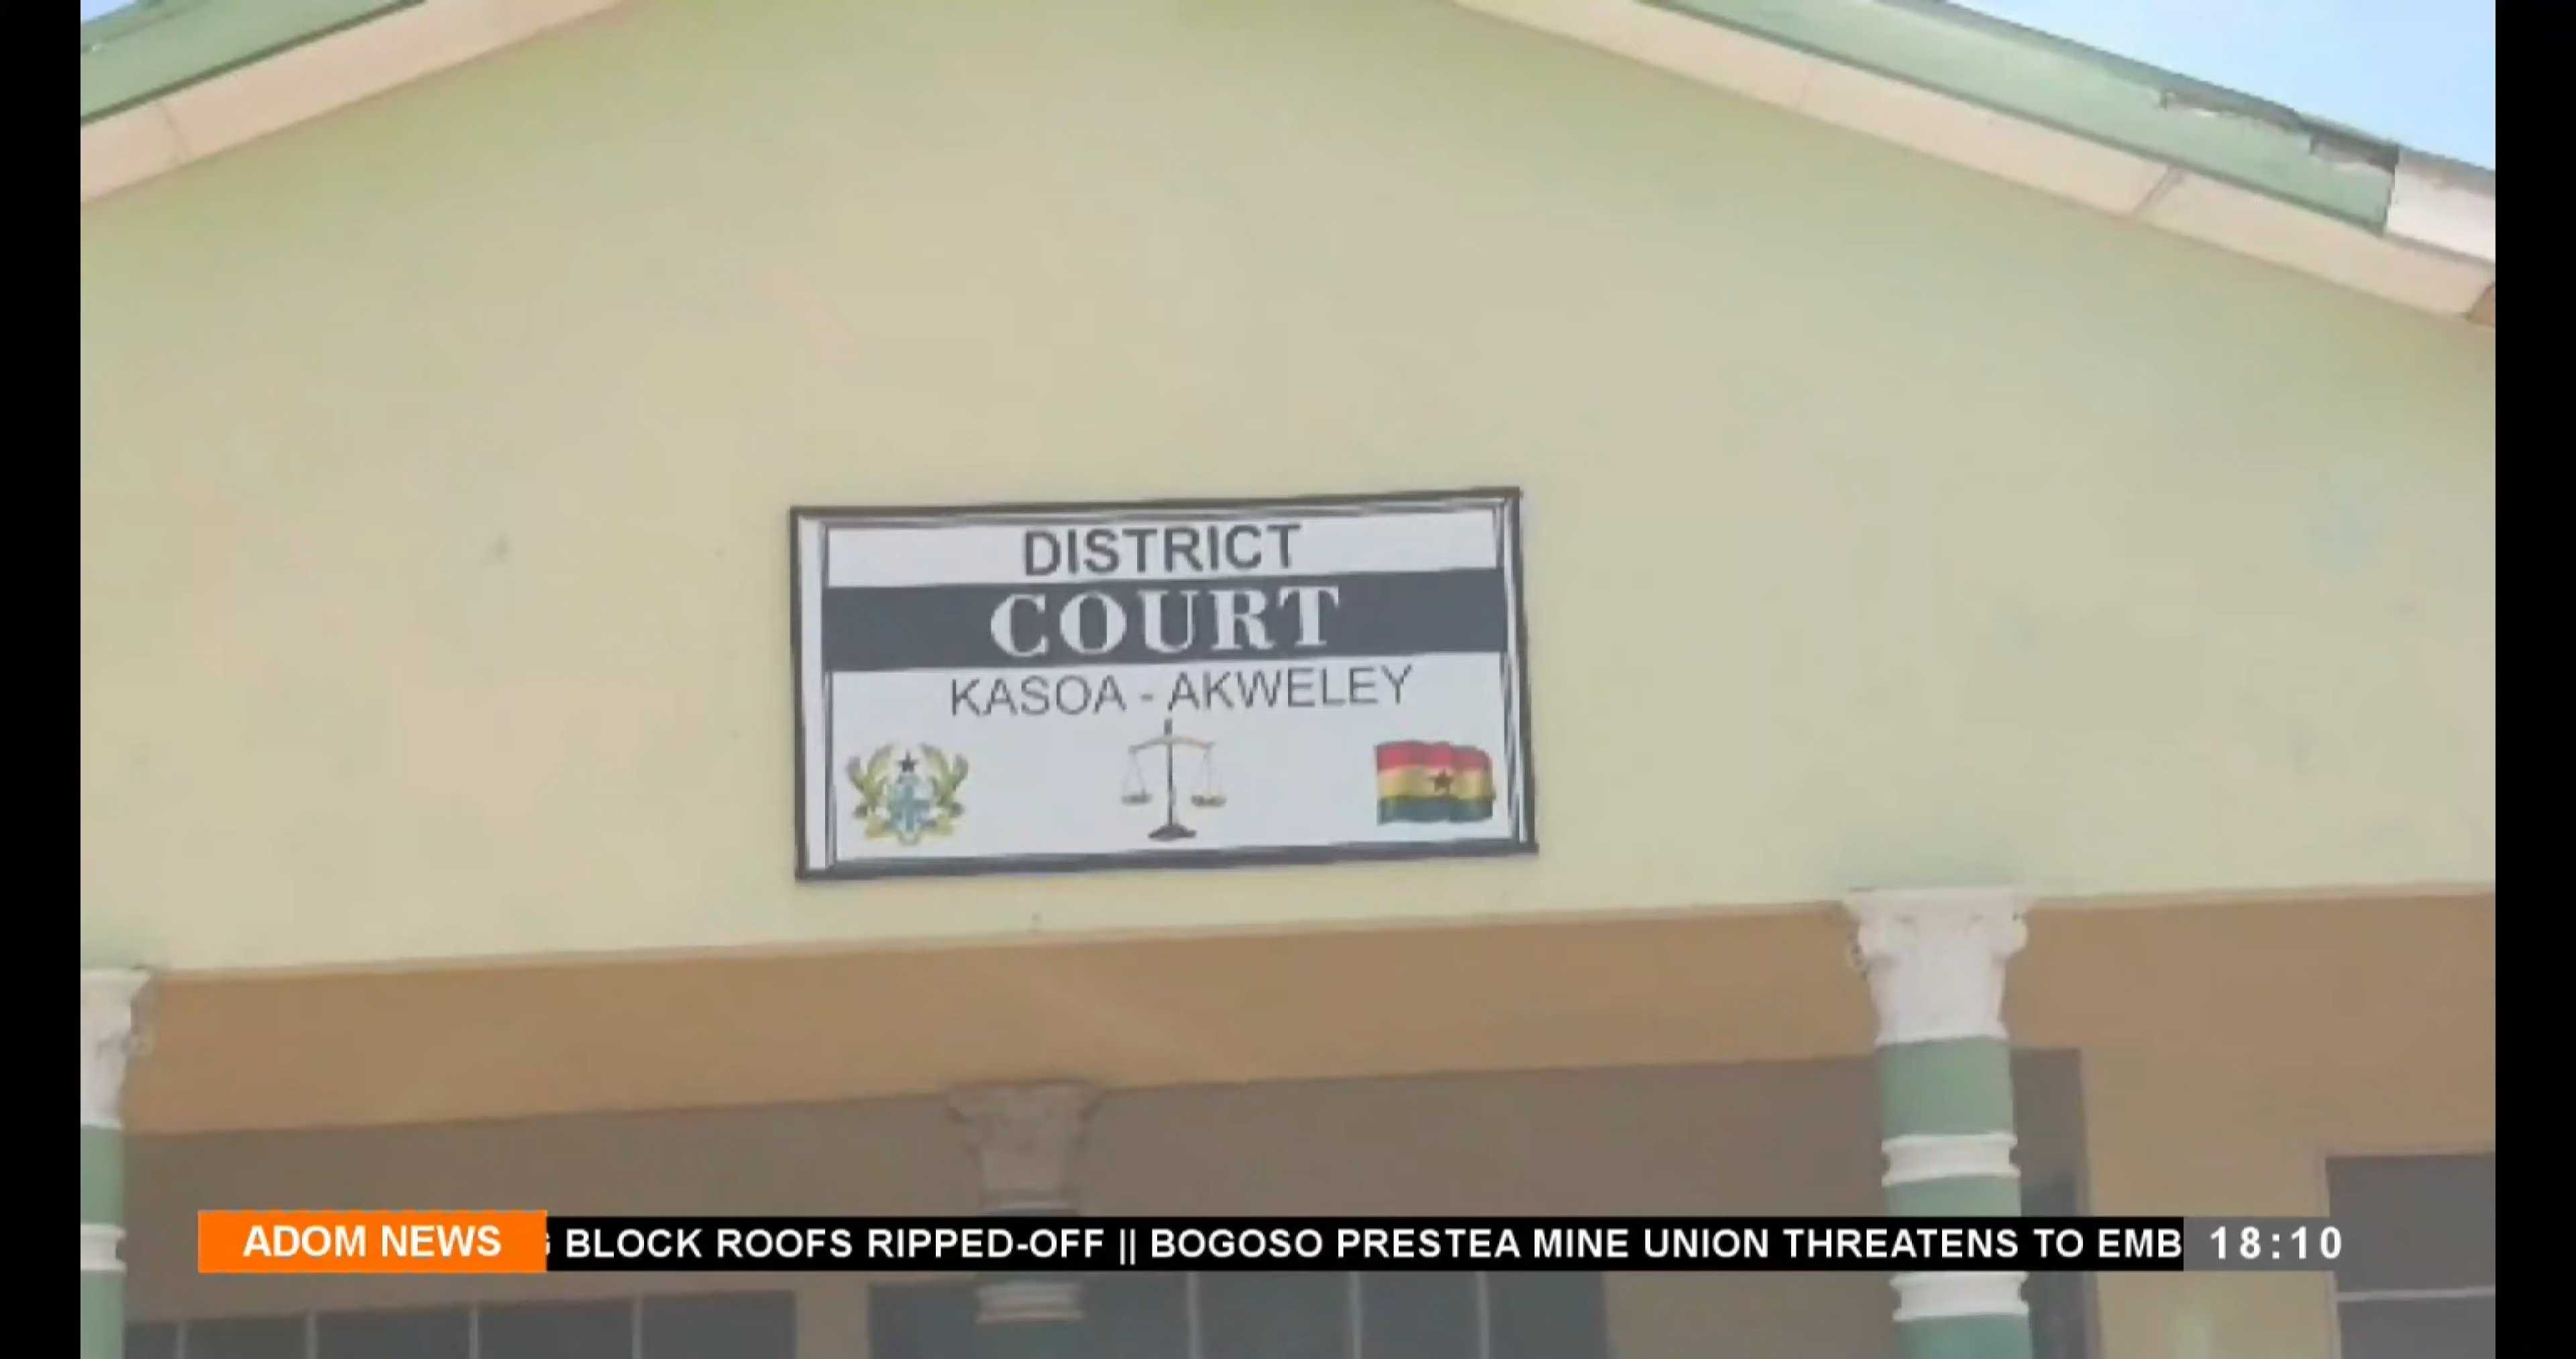 DISTRICT
COURT
KASOA - AKWELEY
ADOM NEWS
BLOCK ROOFS RIPPED-OFF || BOGOSO PRESTEA MINE UNION THREATENS TO EMB
18:10